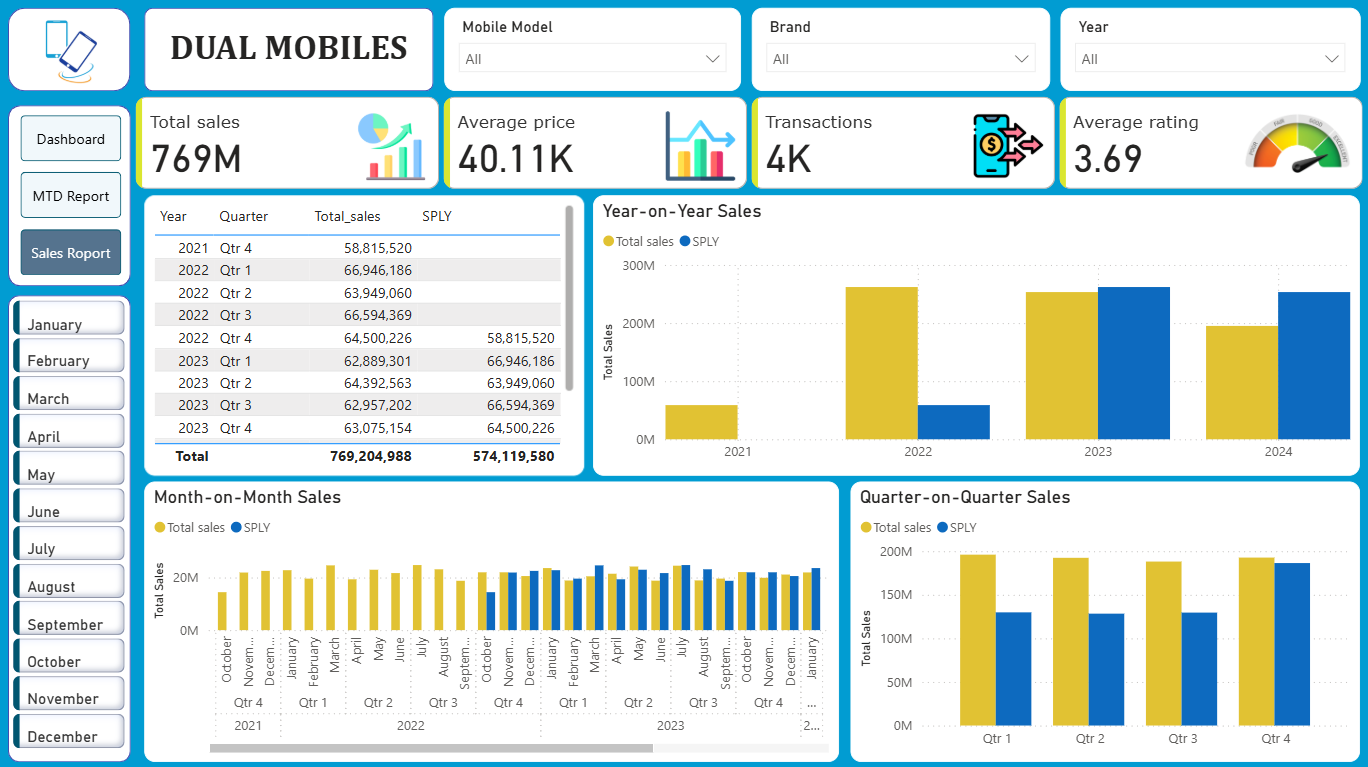 DUAL MOBILES
Mobile Model
All
Brand
All
Year
All
Dashboard
MTD Report
Sales Roport
Total sales
769M
Average price
40.11K
Transactions
4K
Average rating
3.69
POOR FAIR GOOD EXCELLENT
Year Quarter Total_sales SPLY
2021 Qtr 4 58,815,520
2022 Qtr 1 66,946,186
2022 Qtr 2 63,949,060
2022 Qtr 3 66,594,369
2022 Qtr 4 64,500,226 58,815,520
2023 Qtr 1 62,889,301 66,946,186
2023 Qtr 2 64,392,563 63,949,060
2023 Qtr 3 62,957,202 66,594,369
2023 Qtr 4 63,075,154 64,500,226
Total 769,204,988 574,119,580
Year-on-Year Sales
Total sales SPLY
Total Sales
300M
200M
100M
0M
2021 2022 2023 2024
January
February
March
April
May
June
July
August
September
October
November
December
Month-on-Month Sales
Total sales SPLY
Total Sales
20M
0M
October Novem... Decem... January February March April May June July August Septem... October Novem... Decem... January February March April May June July August Septem... October Novem... Decem... January
Qtr 4 Qtr 1 Qtr 2 Qtr 3 Qtr 4 Qtr 1 Qtr 2 Qtr 3 Qtr 4 ...
2021 2022 2023 2...
Quarter-on-Quarter Sales
Total sales SPLY
Total Sales
200M
150M
100M
50M
0M
Qtr 1 Qtr 2 Qtr 3 Qtr 4